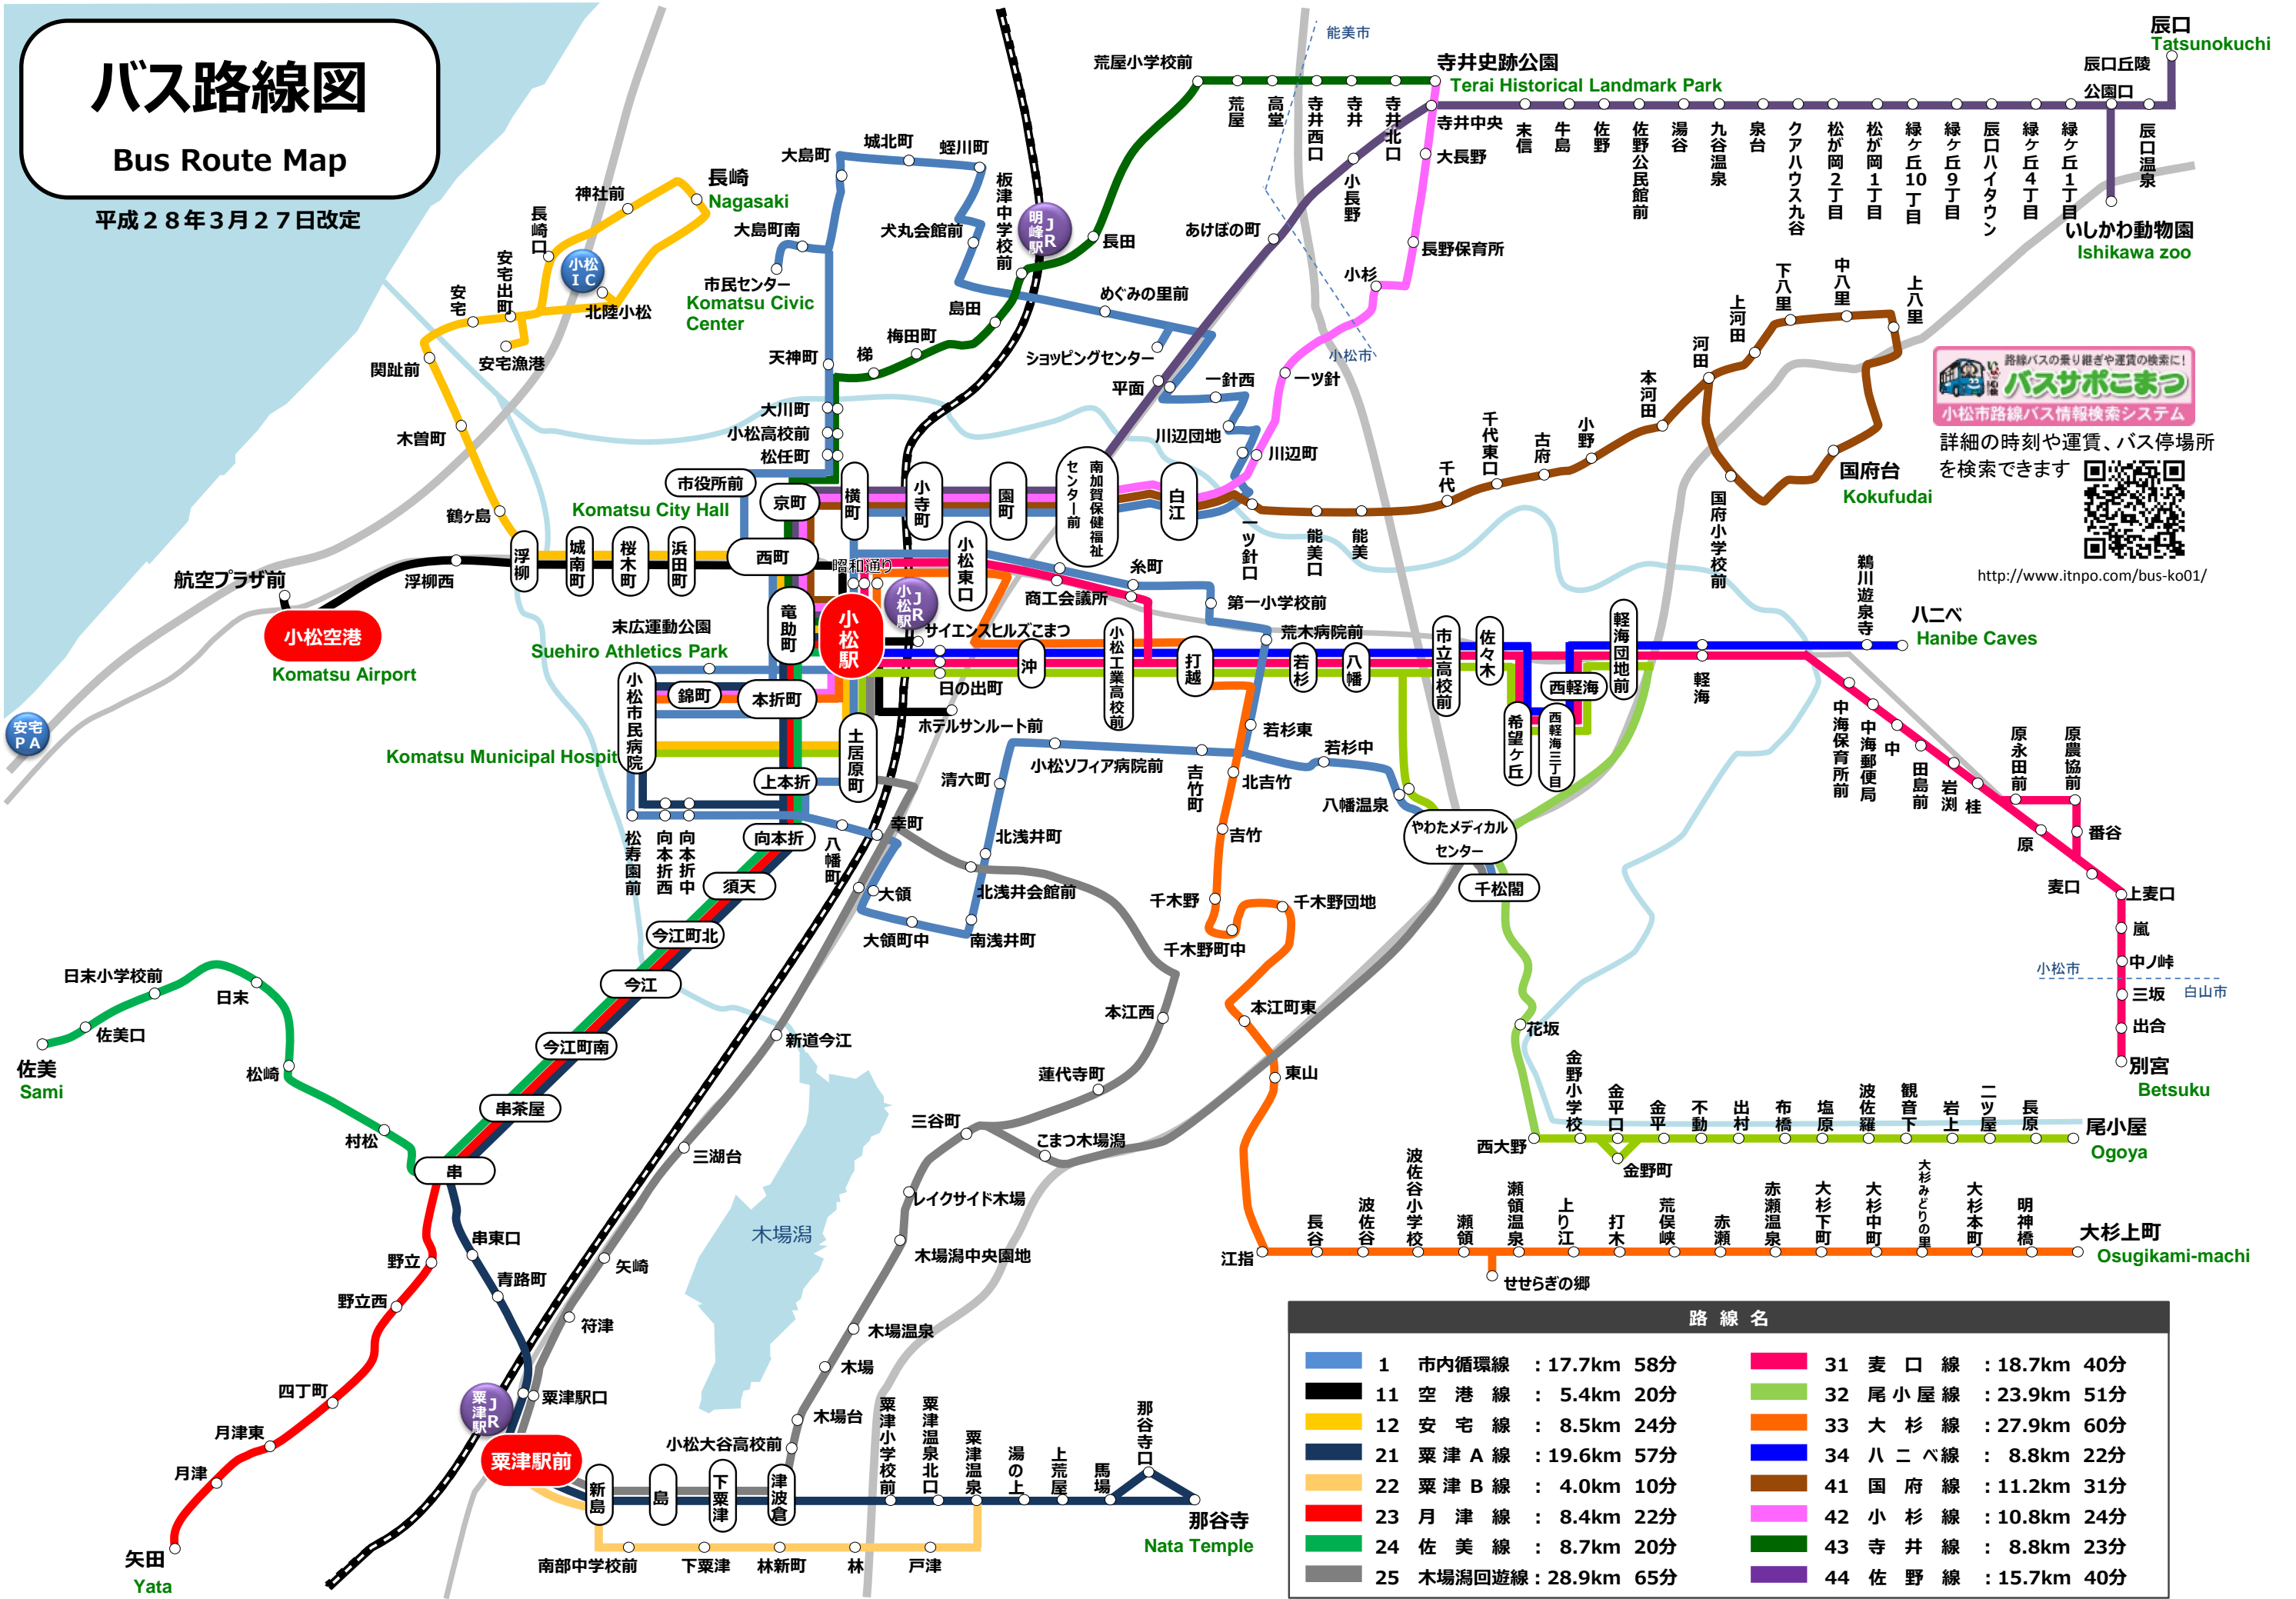 バス路線図
Bus Route Map
平成２８年３月２７日改定
能美市
小松市
荒屋小学校前
荒屋
高堂
寺井西口
寺井
寺井北口
寺井史跡公園
Terai Historical Landmark Park
寺井中央
末信
牛島
佐野
佐野公民館前
湯谷
九谷温泉
泉台
クアハウス九谷
松が岡２丁目
松が岡１丁目
緑ヶ丘10丁目
緑ヶ丘９丁目
辰口ハイタウン
緑ヶ丘４丁目
緑ヶ丘１丁目
辰口丘陵
公園口
辰口
Tatsunokuchi
辰口温泉
いしかわ動物園
Ishikawa zoo
大長野
小長野
長野保育所
あけぼの町
小杉
一ツ針
川辺町
平面
一針西
川辺団地
ショッピングセンター
めぐみの里前
板津中学校前
犬丸会館前
蛭川町
城北町
大島町
大島町南
市民センター
Komatsu Civic
Center
JR
明峰駅
長田
島田
梅田町
梯
天神町
大川町
小松高校前
松任町
市役所前
Komatsu City Hall
長崎
Nagasaki
神社前
長崎口
小松
ＩＣ
北陸小松
安宅出町
安宅
安宅漁港
関趾前
木曽町
鶴ヶ島
浮柳
城南町
桜木町
浜田町
西町
京町
横町
小寺町
園町
南加賀保健福祉
センター前
白江
一ツ針口
能美口
能美
千代
千代東口
古府
小野
本河田
河田
上河田
下八里
中八里
上八里
国府台
Kokufudai
国府小学校前
路線バスの乗り継ぎや運賃の検索に！
バスサポこまつ
小松市路線バス情報検索システム
詳細の時刻や運賃、バス停場所
を検索できます
http://www.itnpo.com/bus-ko01/
航空プラザ前
浮柳西
小松空港
Komatsu Airport
安宅
ＰＡ
昭和通り
小松東口
糸町
商工会議所
第一小学校前
竜助町
小松駅
JR
小松駅
サイエンスヒルズこまつ
荒木病院前
末広運動公園
Suehiro Athletics Park
日の出町
ホテルサンルート前
沖
小松工業高校前
打越
若杉
八幡
市立高校前
佐々木
希望ヶ丘
西軽海三丁目
西軽海
軽海団地前
軽海
鵜川遊泉寺
ハニベ
Hanibe Caves
中海保育所前
中海郵便局
中
田島前
岩渕
桂
原永田前
原農協前
番谷
原
麦口
上麦口
嵐
中ノ峠
小松市
白山市
三坂
出合
別宮
Betsuku
小松市民病院
錦町
本折町
土居原町
Komatsu Municipal Hospit
上本折
松寿園前
向本折西
向本折中
向本折
八幡町
幸町
大領
大領町中
南浅井町
北浅井会館前
北浅井町
清六町
小松ソフィア病院前
吉竹町
若杉東
若杉中
八幡温泉
北吉竹
吉竹
千木野
千木野町中
千木野団地
やわたメディカル
センター
千松閣
花坂
本江町東
東山
本江西
蓮代寺町
三谷町
こまつ木場潟
レイクサイド木場
木場潟中央園地
木場温泉
木場
木場台
小松大谷高校前
木場潟
須天
今江町北
今江
今江町南
串茶屋
串
新道今江
三湖台
矢崎
符津
日末小学校前
日末
佐美口
佐美
Sami
松崎
村松
野立
野立西
四丁町
月津東
月津
矢田
Yata
串東口
青路町
JR
粟津駅
粟津駅口
粟津駅前
新島
島
下粟津
津波倉
粟津小学校前
粟津温泉北口
粟津温泉
湯の上
上荒屋
馬場
那谷寺口
那谷寺
Nata Temple
南部中学校前
下粟津
林新町
林
戸津
西大野
金野小学校
金平口
金野町
金平
不動
出村
布橋
塩原
波佐羅
観音下
岩上
二ツ屋
長原
尾小屋
Ogoya
江指
長谷
波佐谷
波佐谷小学校
瀬領
せせらぎの郷
瀬領温泉
上り江
打木
荒俣峡
赤瀬
赤瀬温泉
大杉下町
大杉中町
大杉みどりの里
大杉本町
明神橋
大杉上町
Osugikami-machi
路線名
1 市内循環線 ：17.7km 58分
11 空港線 ： 5.4km 20分
12 安宅線 ： 8.5km 24分
21 粟津Ａ線 ：19.6km 57分
22 粟津Ｂ線 ： 4.0km 10分
23 月津線 ： 8.4km 22分
24 佐美線 ： 8.7km 20分
25 木場潟回遊線：28.9km 65分
31 麦口線 ：18.7km 40分
32 尾小屋線 ：23.9km 51分
33 大杉線 ：27.9km 60分
34 ハニベ線 ： 8.8km 22分
41 国府線 ：11.2km 31分
42 小杉線 ：10.8km 24分
43 寺井線 ： 8.8km 23分
44 佐野線 ：15.7km 40分